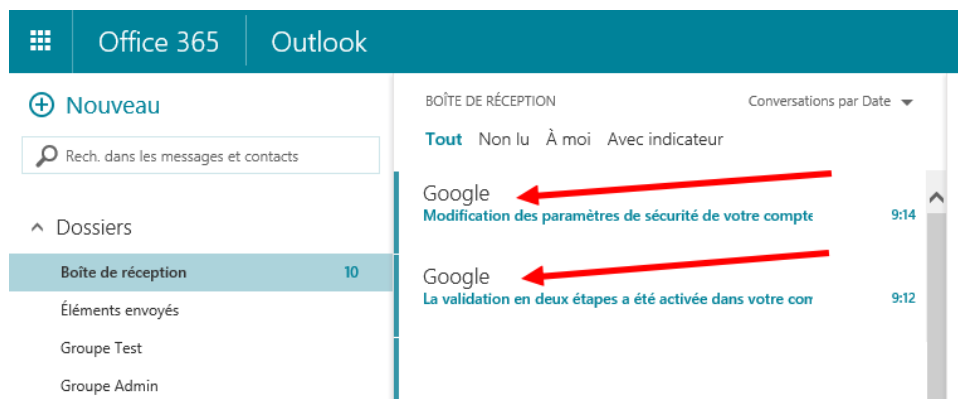 Office 365 Outlook
Nouveau
Rech. dans les messages et contacts
Dossiers
Boîte de réception 10
Éléments envoyés
Groupe Test
Groupe Admin
BOÎTE DE RÉCEPTION Conversations par Date
Tout Non lu À moi Avec indicateur
Google
Modification des paramètres de sécurité de votre compte 9:14
Google
La validation en deux étapes a été activée dans votre com 9:12